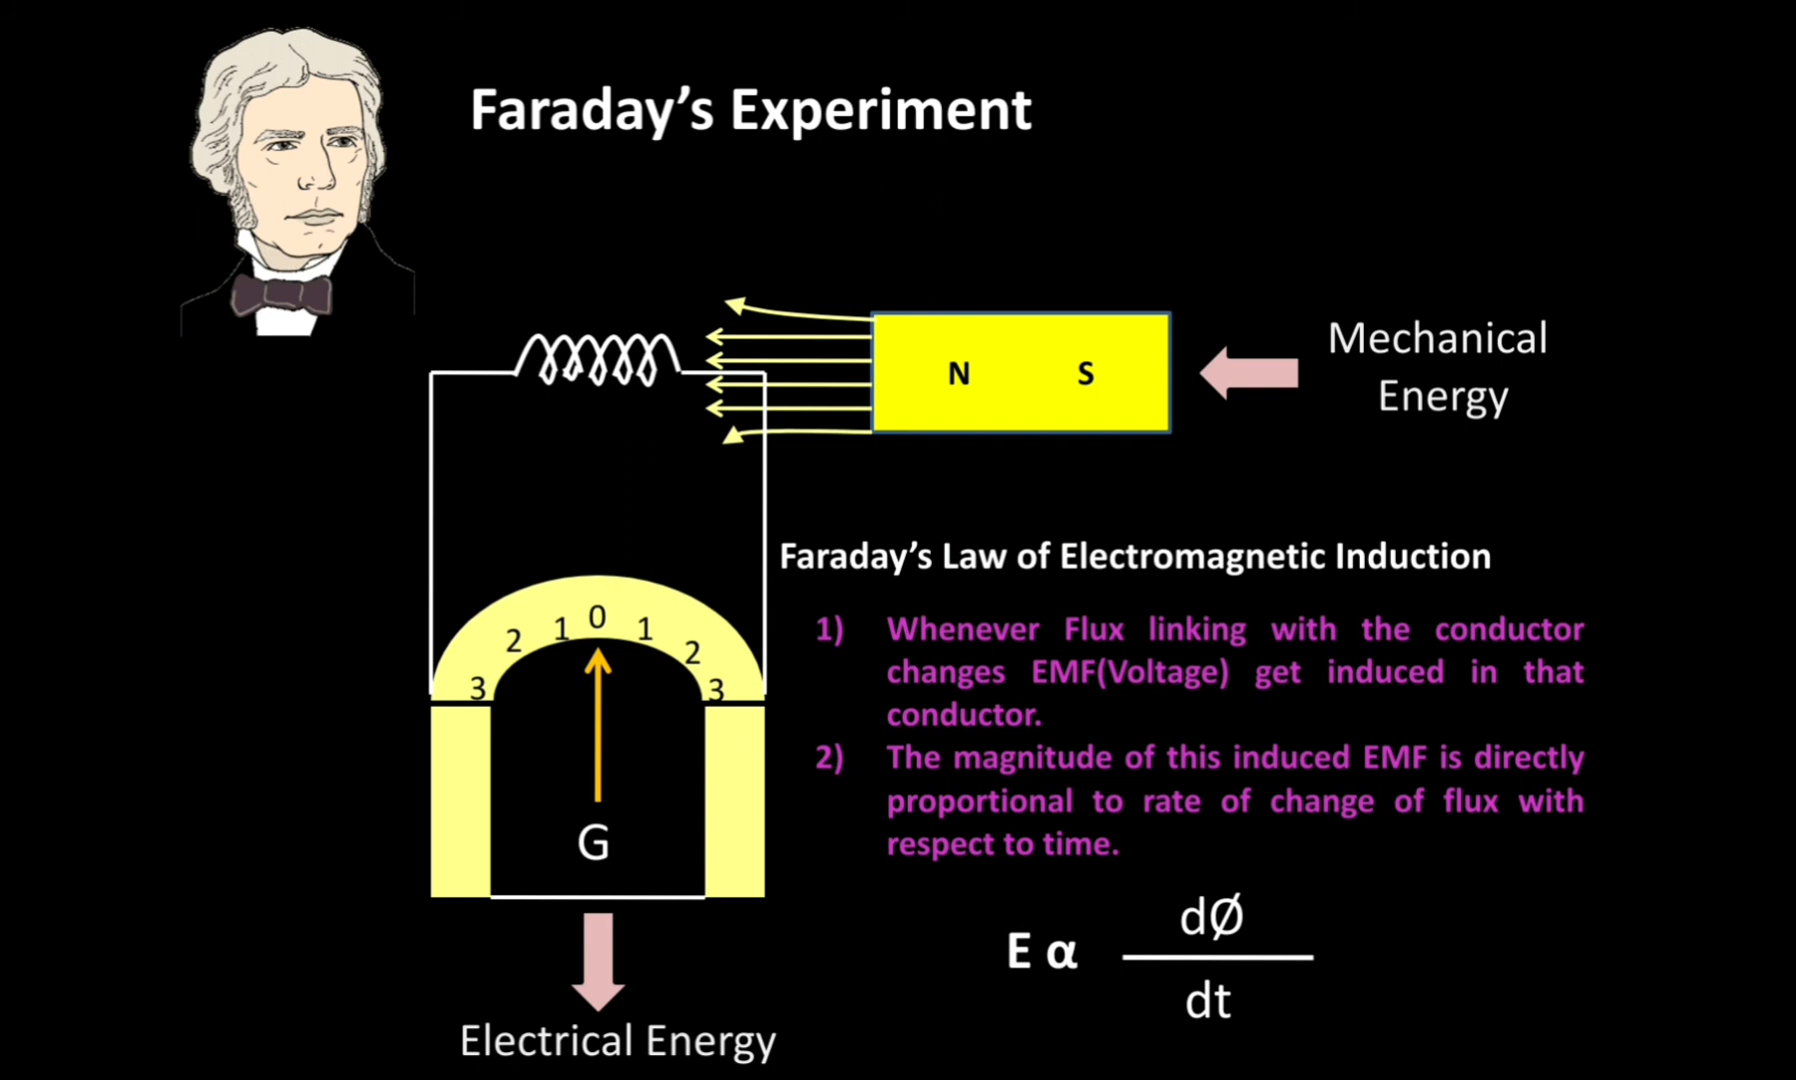 Faraday’s Experiment
N S
Mechanical
Energy
Faraday’s Law of Electromagnetic Induction
3 2 1 0 1 2 3
G
1) Whenever Flux linking with the conductor
changes EMF(Voltage) get induced in that
conductor.
2) The magnitude of this induced EMF is directly
proportional to rate of change of flux with
respect to time.
E α
dØ
dt
Electrical Energy